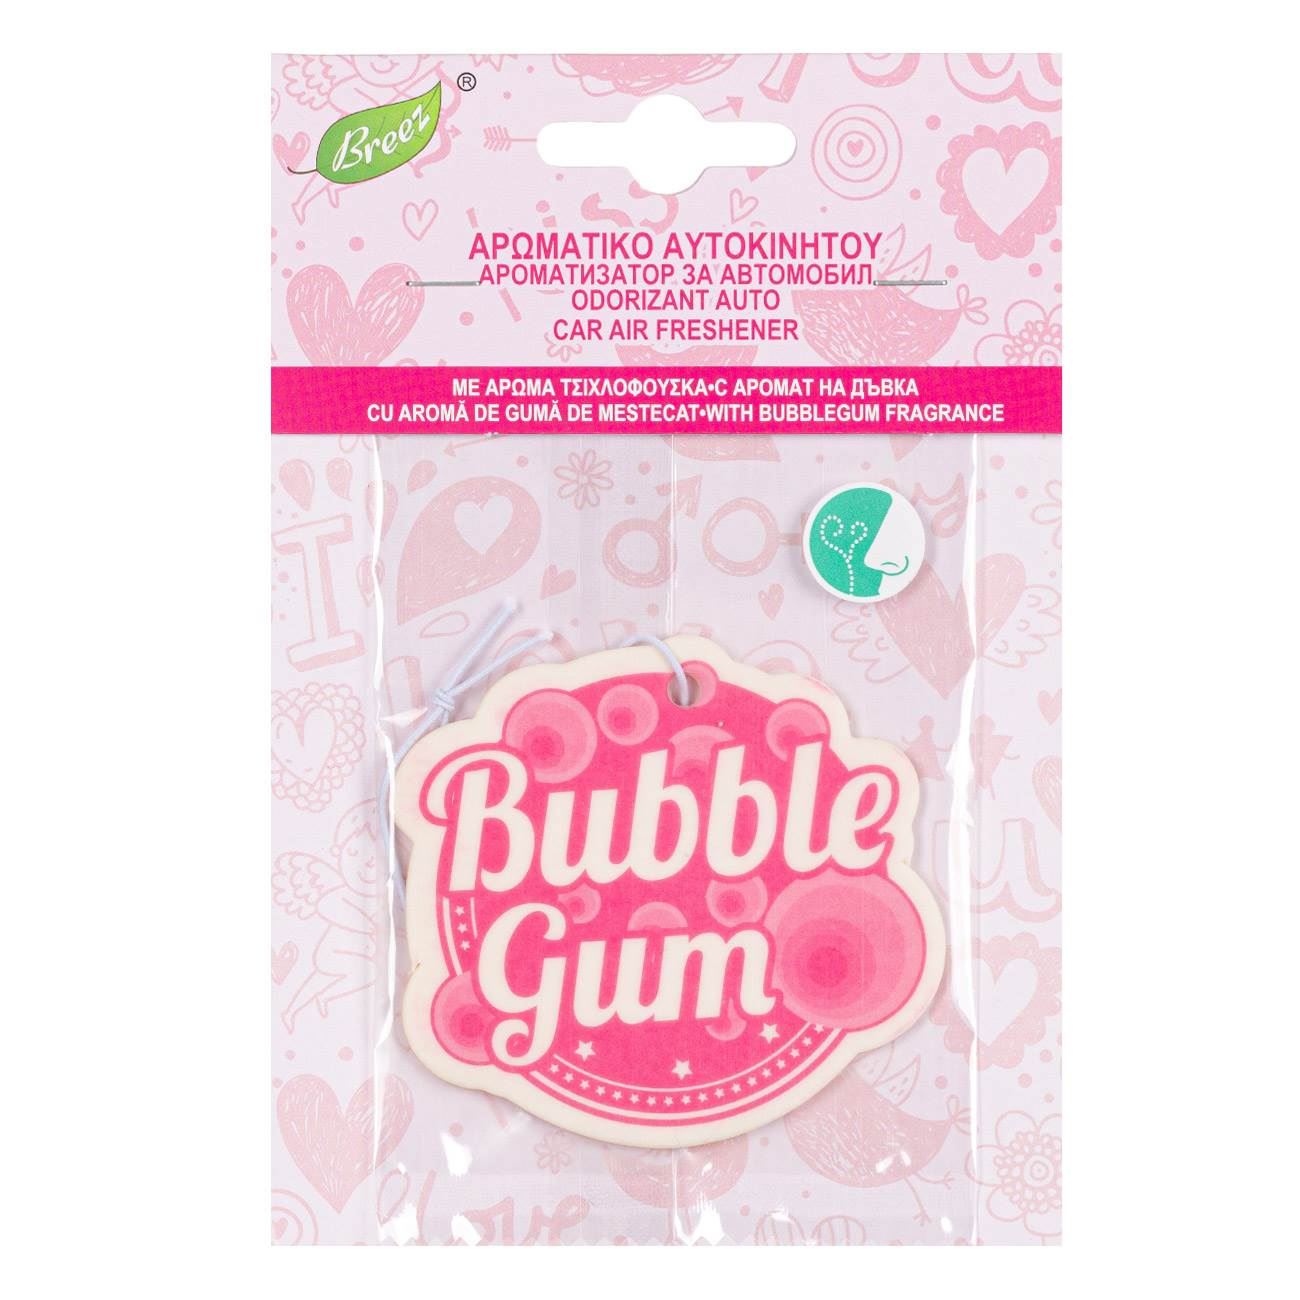 Breez ®
ΑΡΩΜΑΤΙΚΟ ΑΥΤΟΚΙΝΗΤΟΥ
АРОМАТИЗАТОР ЗА АВТОМОБИЛ
ODORIZANT AUTO
CAR AIR FRESHENER
ΜΕ ΑΡΩΜΑ ΤΣΙΧΛΟΦΟΥΣΚΑ•С АРОМАТ НА ДЪВКА
CU AROMĂ DE GUMĂ DE MESTECAT•WITH BUBBLEGUM FRAGRANCE
I
Bubble
Gum
love